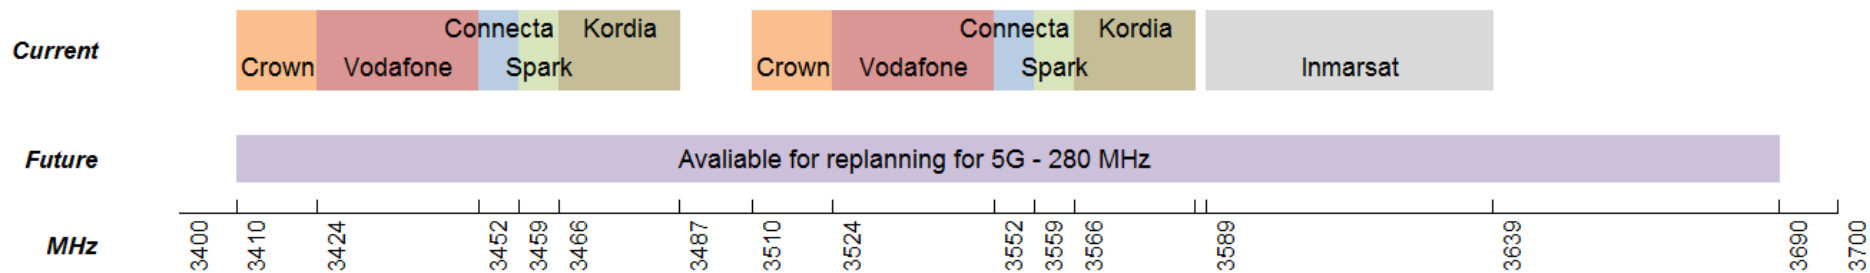 Current
Connecta Kordia Connecta Kordia
Crown Vodafone Spark Crown Vodafone Spark Inmarsat
Future
Avaliable for replanning for 5G - 280 MHz
MHz
3400 3410 3424 3452 3459 3466 3487 3510 3524 3552 3559 3566 3589 3639 3690 3700